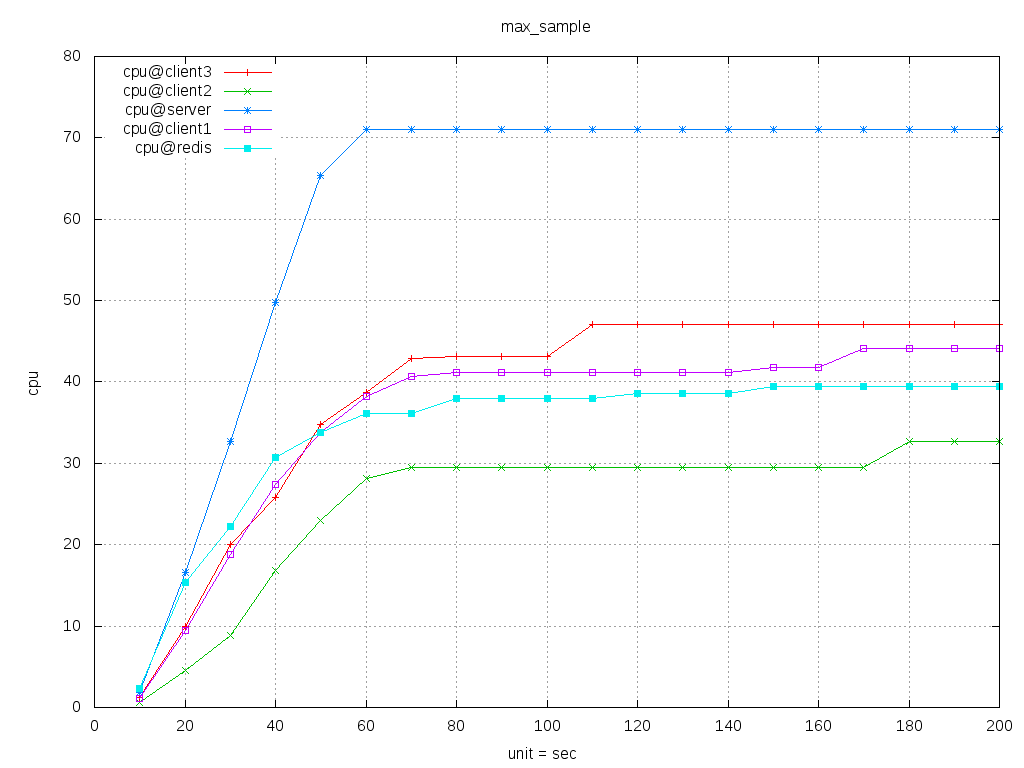 max_sample
80
70
60
50
40
30
20
10
0
cpu
cpu@client3
cpu@client2
cpu@server
cpu@client1
cpu@redis
0 20 40 60 80 100 120 140 160 180 200
unit = sec